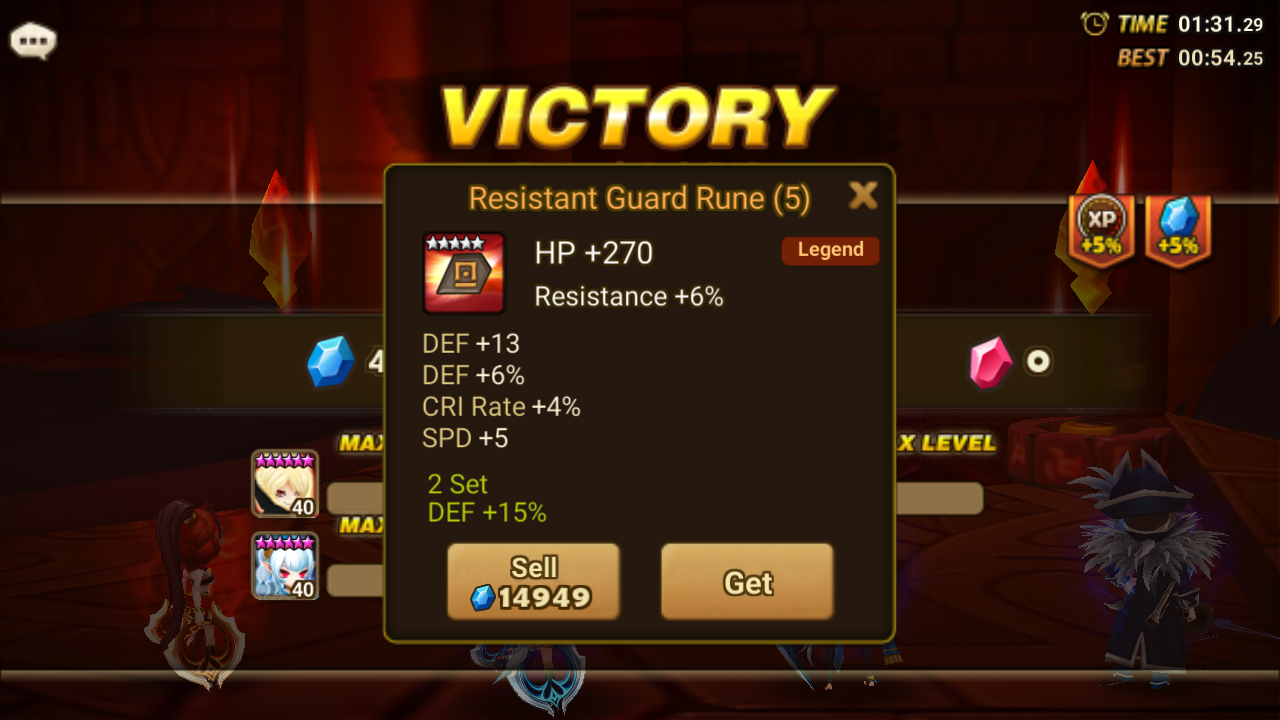 TIME 01:31.29
BEST 00:54.25
VICTORY
Resistant Guard Rune (5)
X
HP +270
Legend
Resistance +6%
XP
+5%
+5%
DEF +13
DEF +6%
CRI Rate +4%
SPD +5
4
0
MAX
X LEVEL
40
MAX
40
2 Set
DEF +15%
Sell
14949
Get